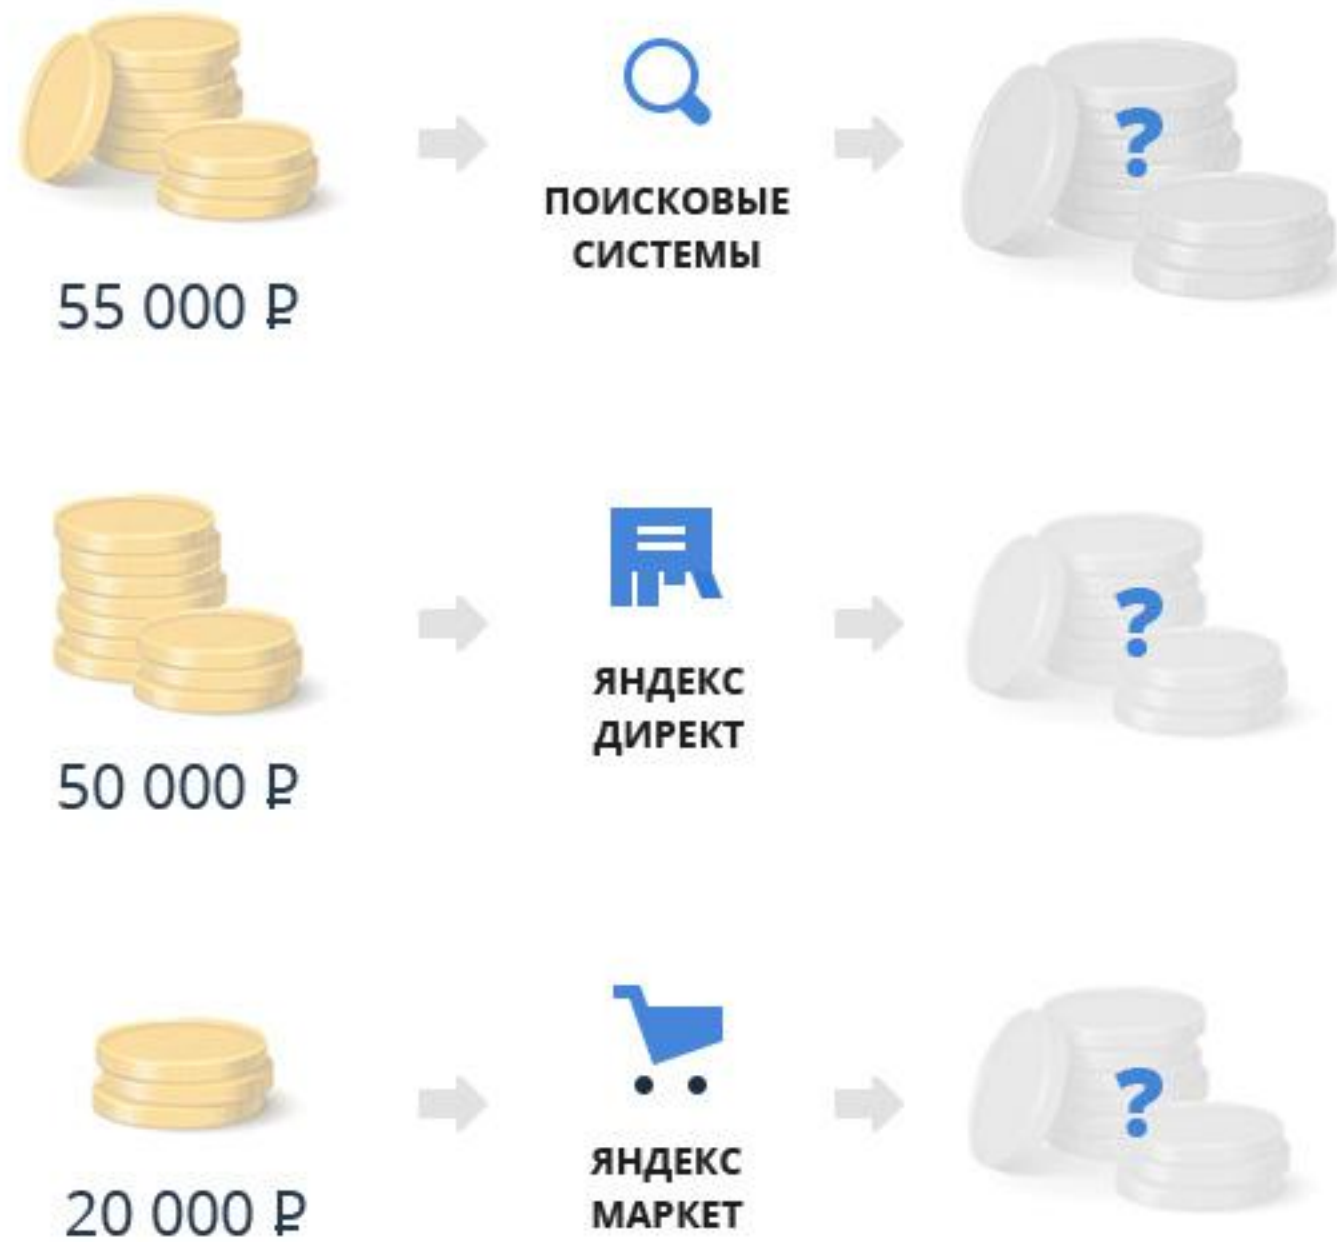 ?
ПОИСКОВЫЕ
СИСТЕМЫ
55 000 ₽
?
ЯНДЕКС
ДИРЕКТ
50 000 ₽
?
ЯНДЕКС
МАРКЕТ
20 000 ₽